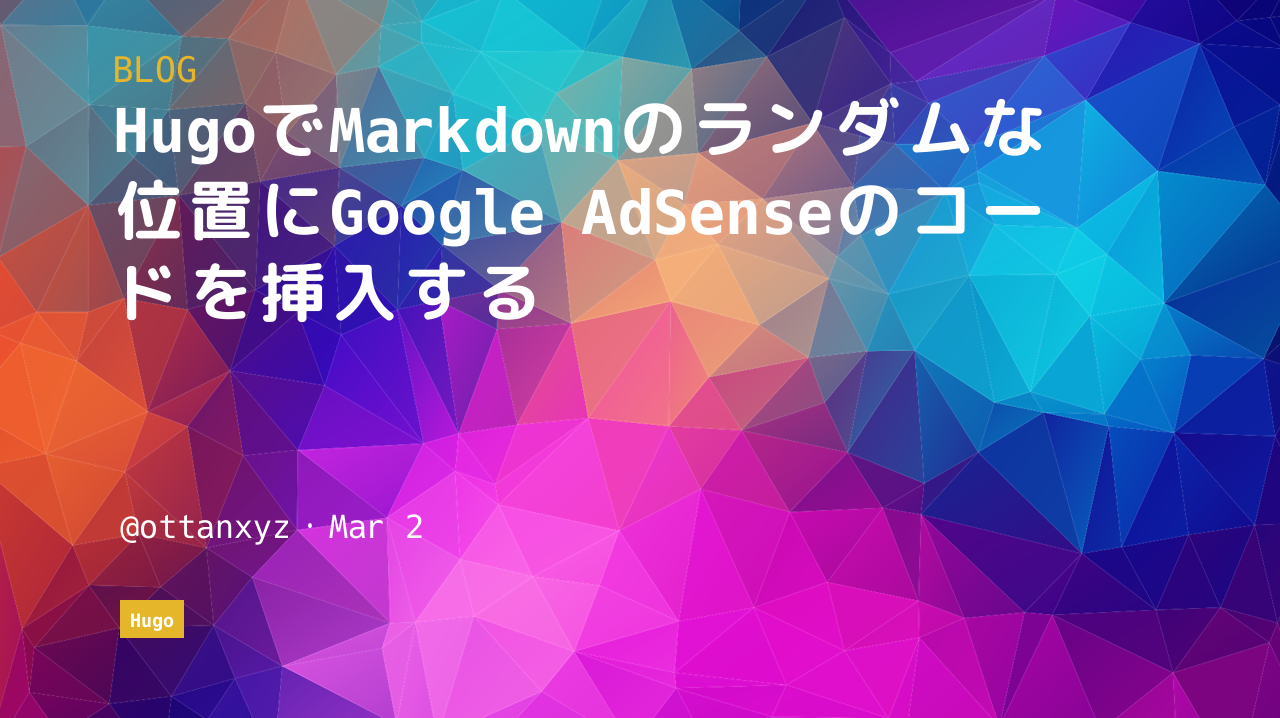 BLOG
HugoでMarkdownのランダムな
位置にGoogle AdSenseのコー
ドを挿入する
@ottanxyz・Mar 2
Hugo